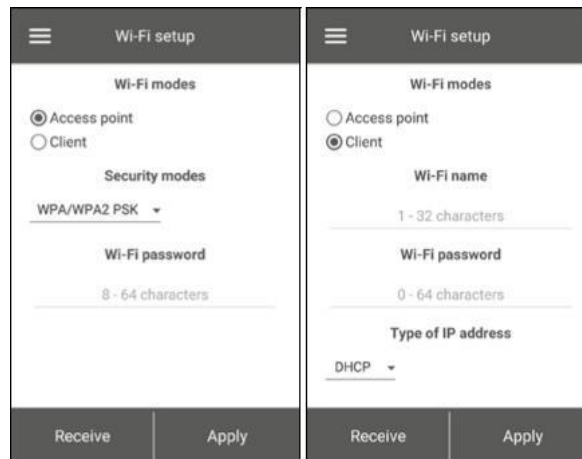 Wi-Fi setup
Wi-Fi modes
Access point
Client
Security modes
WPA/WPA2 PSK
Wi-Fi password
8 - 64 characters
Receive
Apply
Wi-Fi setup
Wi-Fi modes
Access point
Client
Wi-Fi name
1 - 32 characters
Wi-Fi password
0 - 64 characters
Type of IP address
DHCP
Receive
Apply